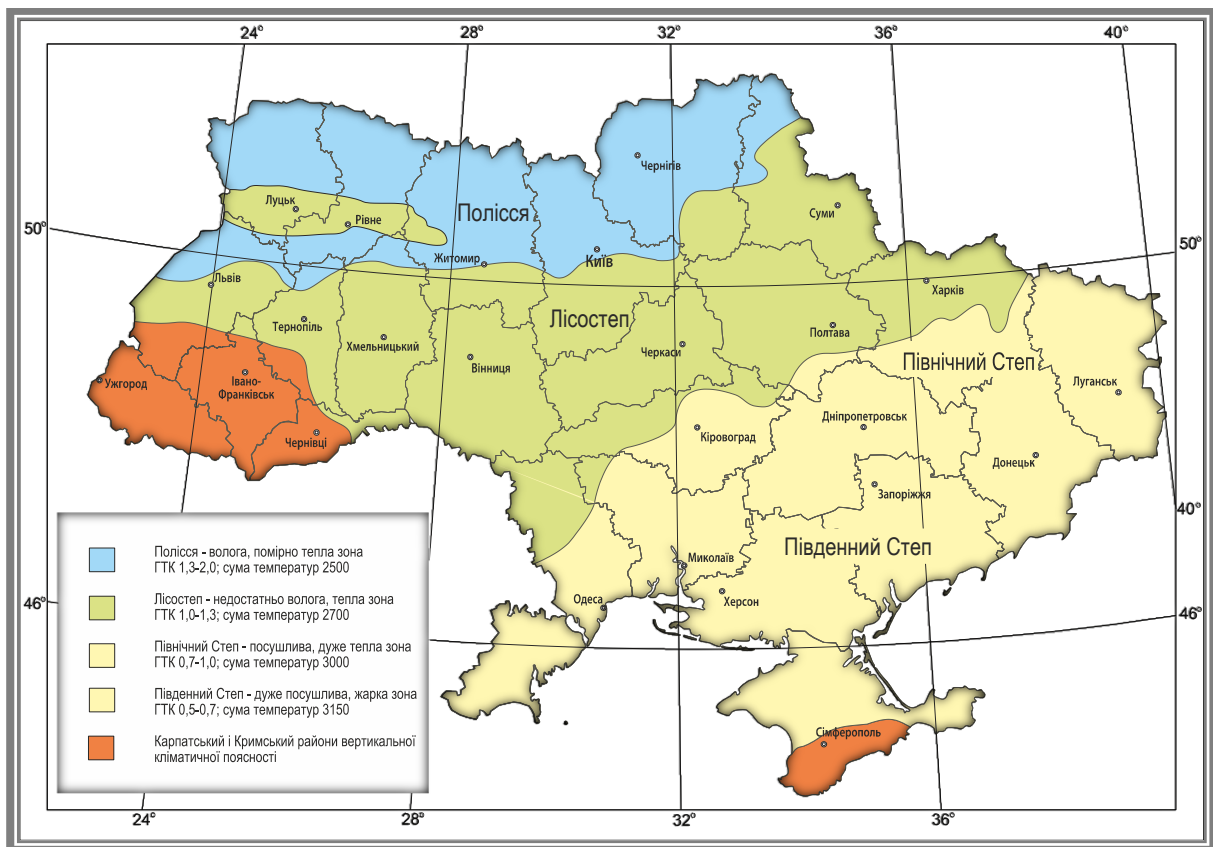 24° 28° 32° 36° 40°
Чернігів
Луцьк
Рівне
Полісся
Суми
50°
50°
Житомир
Київ
Львів
Харків
Тернопіль
Лісостеп
Полтава
Хмельницький
Черкаси
Вінниця
Північний Степ
Ужгород
Івано-
Франківськ
Луганськ
Дніпропетровськ
Чернівці
Кіровоград
Донецьк
Запоріжжя
40°
Південний Степ
Миколаїв
Одеса
Херсон
46°
46°
Сімферополь
Полісся - волога, помірно тепла зона
ГТК 1,3-2,0; сума температур 2500
Лісостеп - недостатньо волога, тепла зона
ГТК 1,0-1,3; сума температур 2700
Північний Степ - посушлива, дуже тепла зона
ГТК 0,7-1,0; сума температур 3000
Південний Степ - дуже посушлива, жарка зона
ГТК 0,5-0,7; сума температур 3150
Карпатський і Кримський райони вертикальної
кліматичної поясності
24° 28° 32° 36°